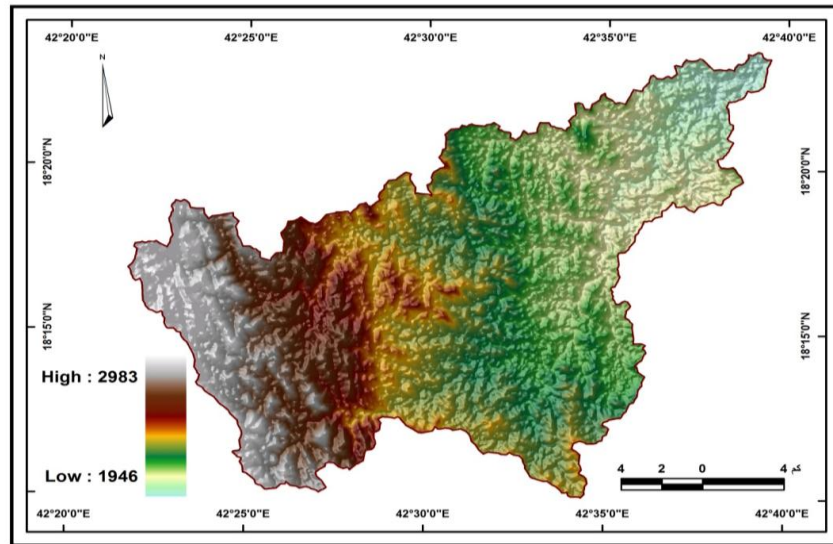 42°20'0"E 42°25'0"E 42°30'0"E 42°35'0"E 42°40'0"E
N
18°20'0"N 18°20'0"N
18°15'0"N 18°15'0"N
High : 2983
Low : 1946
4 2 0 4 كم
42°20'0"E 42°25'0"E 42°30'0"E 42°35'0"E 42°40'0"E